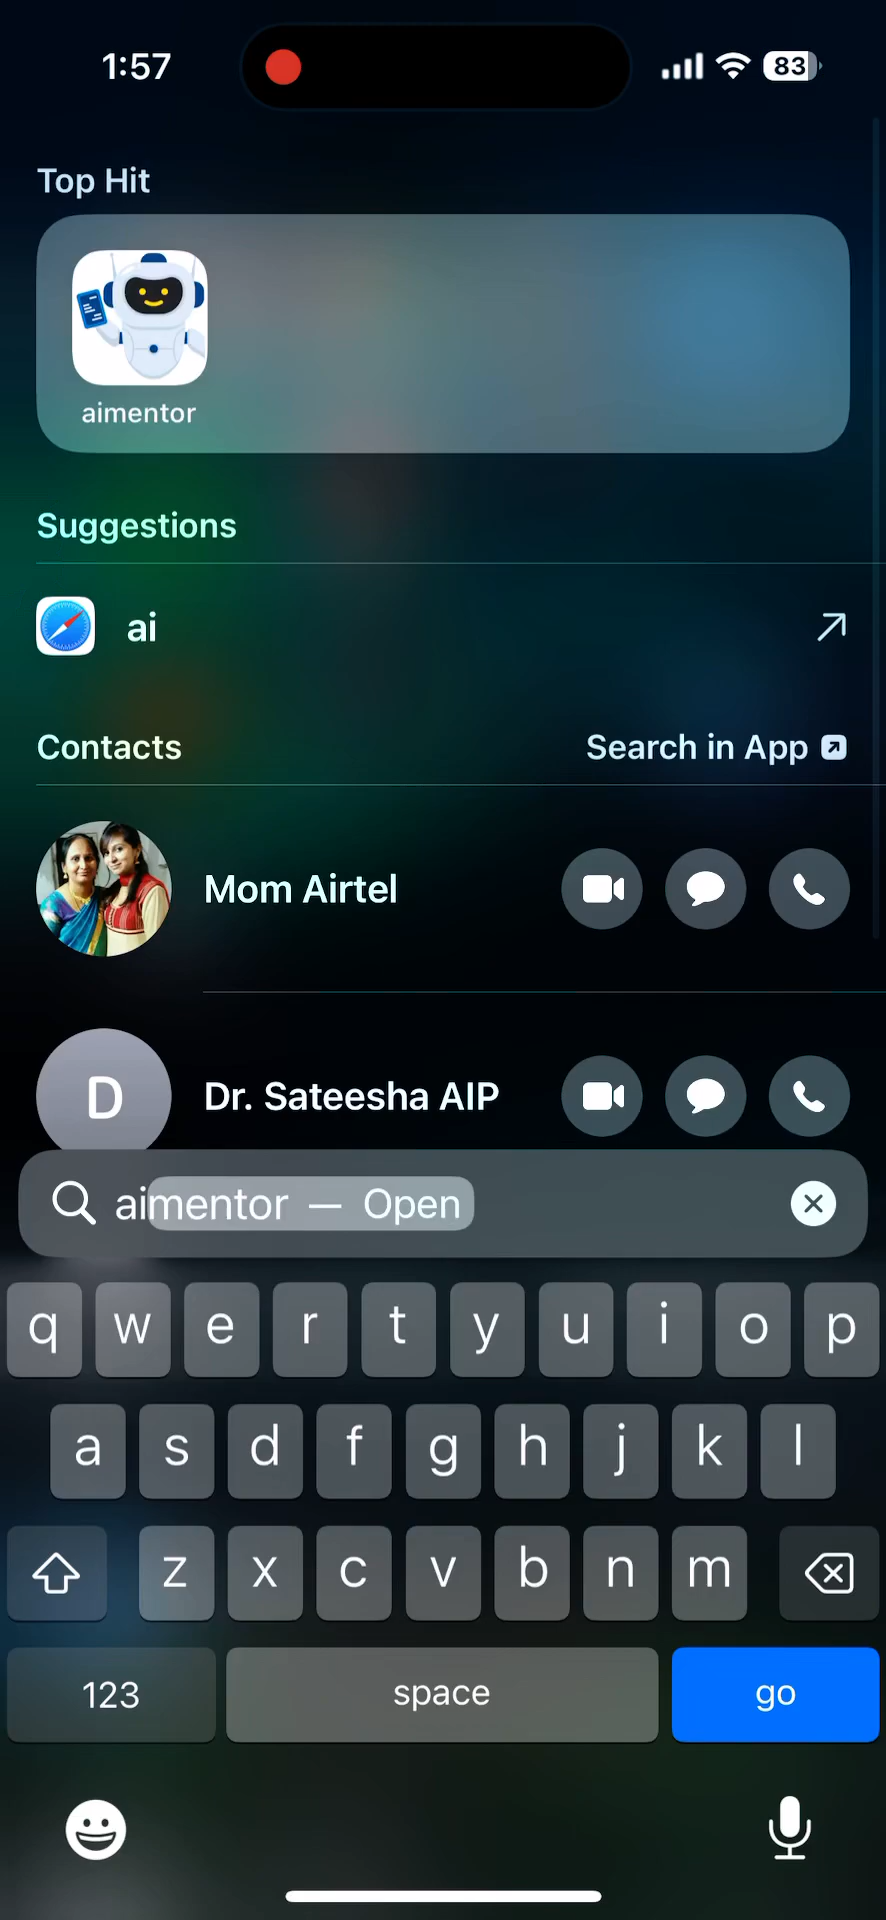 1:57
83
Top Hit
aimentor
Suggestions
ai
Contacts Search in App
Mom Airtel
D Dr. Sateesha AIP
aimentor — Open
q w e r t y u i o p
a s d f g h j k l
z x c v b n m
123 space go